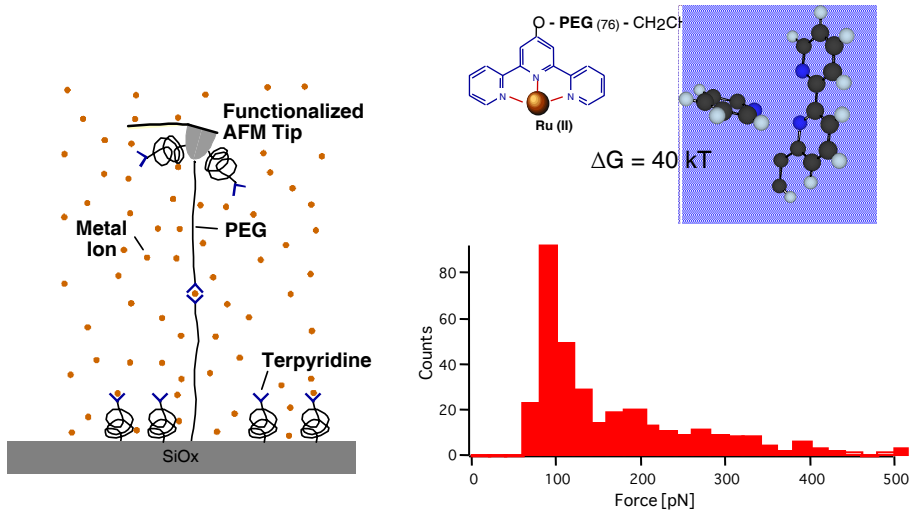 Functionalized
AFM Tip
Metal
Ion
PEG
Terpyridine
SiOx
O - PEG (76) - CH2CH
N
N
N
Ru (II)
ΔG = 40 kT
Counts
80
60
40
20
0
0
100
200
300
400
500
Force [pN]